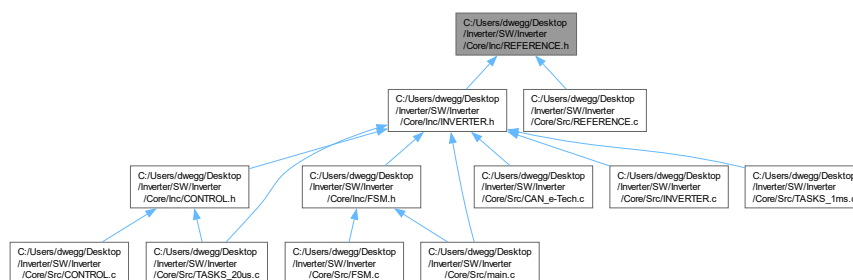 C:/Users/dwegg/Desktop
/Inverter/SW/Inverter
/Core/Inc/REFERENCE.h
C:/Users/dwegg/Desktop
/Inverter/SW/Inverter
/Core/Inc/INVERTER.h
C:/Users/dwegg/Desktop
/Inverter/SW/Inverter
/Core/Src/REFERENCE.c
C:/Users/dwegg/Desktop
/Inverter/SW/Inverter
/Core/Inc/CONTROL.h
C:/Users/dwegg/Desktop
/Inverter/SW/Inverter
/Core/Inc/FSM.h
C:/Users/dwegg/Desktop
/Inverter/SW/Inverter
/Core/Src/CAN_e-Tech.c
C:/Users/dwegg/Desktop
/Inverter/SW/Inverter
/Core/Src/INVERTER.c
C:/Users/dwegg/Desktop
/Inverter/SW/Inverter
/Core/Src/TASKS_1ms.c
C:/Users/dwegg/Desktop
/Inverter/SW/Inverter
/Core/Src/CONTROL.c
C:/Users/dwegg/Desktop
/Inverter/SW/Inverter
/Core/Src/TASKS_20us.c
C:/Users/dwegg/Desktop
/Inverter/SW/Inverter
/Core/Src/FSM.c
C:/Users/dwegg/Desktop
/Inverter/SW/Inverter
/Core/Src/main.c